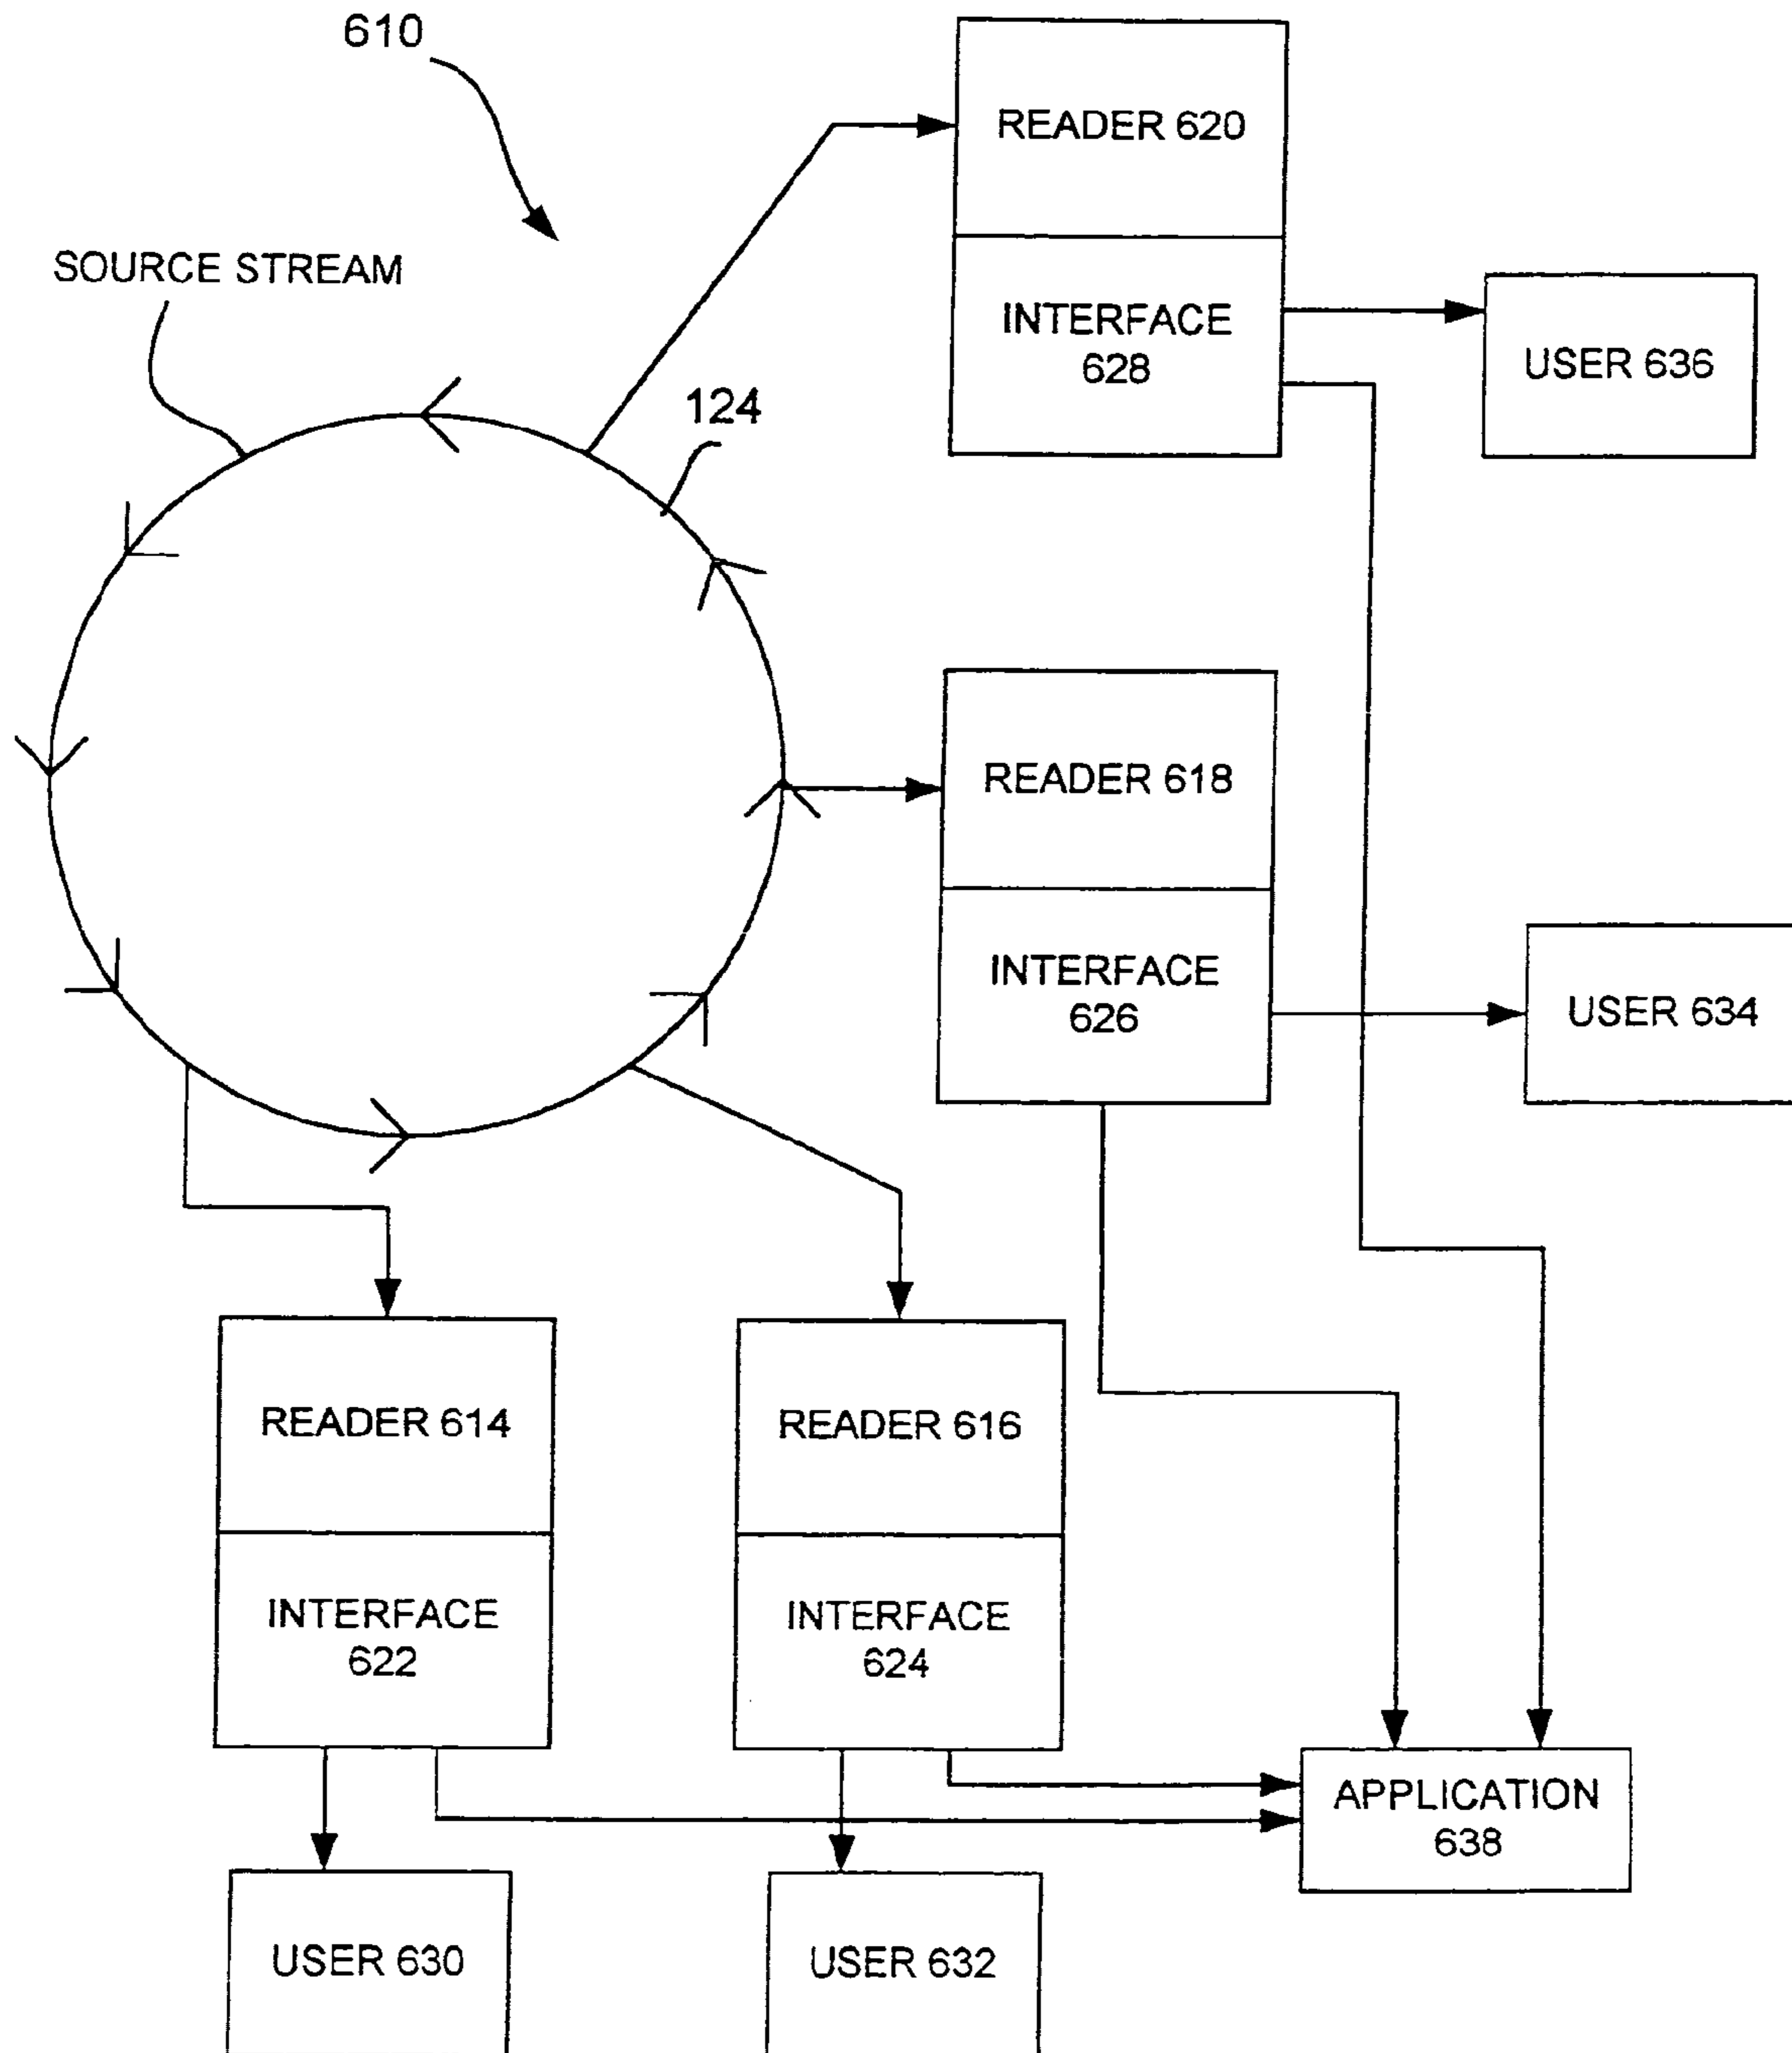 610
READER 620
SOURCE STREAM
INTERFACE
628
USER 636
124
READER 618
INTERFACE
626
USER 634
READER 614
READER 616
INTERFACE
622
INTERFACE
624
APPLICATION
638
USER 630
USER 632